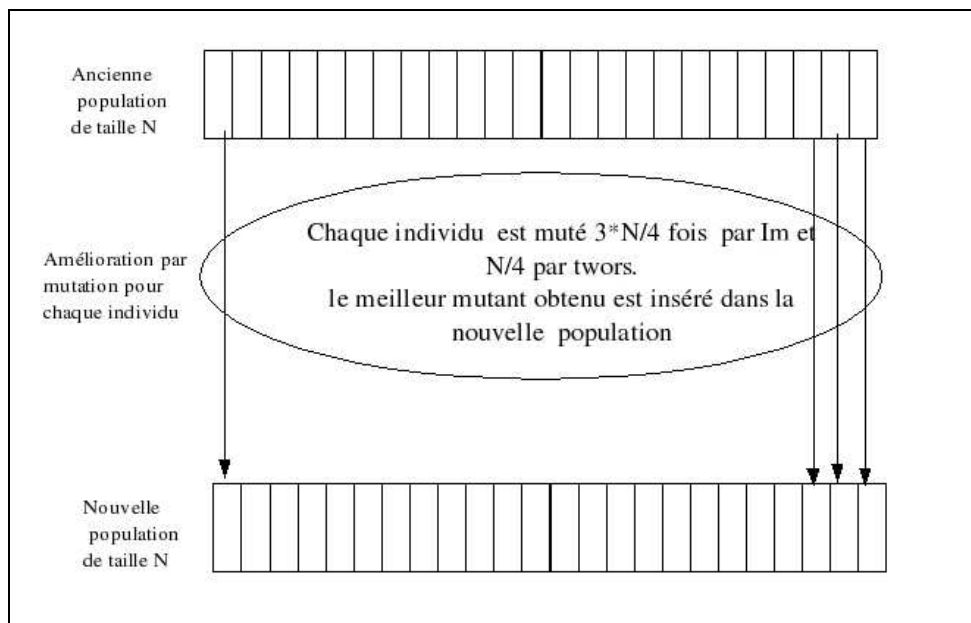 Ancienne
population
de taille N
Chaque individu est muté 3*N/4 fois par Im et
N/4 par twors.
le meilleur mutant obtenu est inséré dans la
nouvelle population
Amélioration par
mutation pour
chaque individu
Nouvelle
population
de taille N